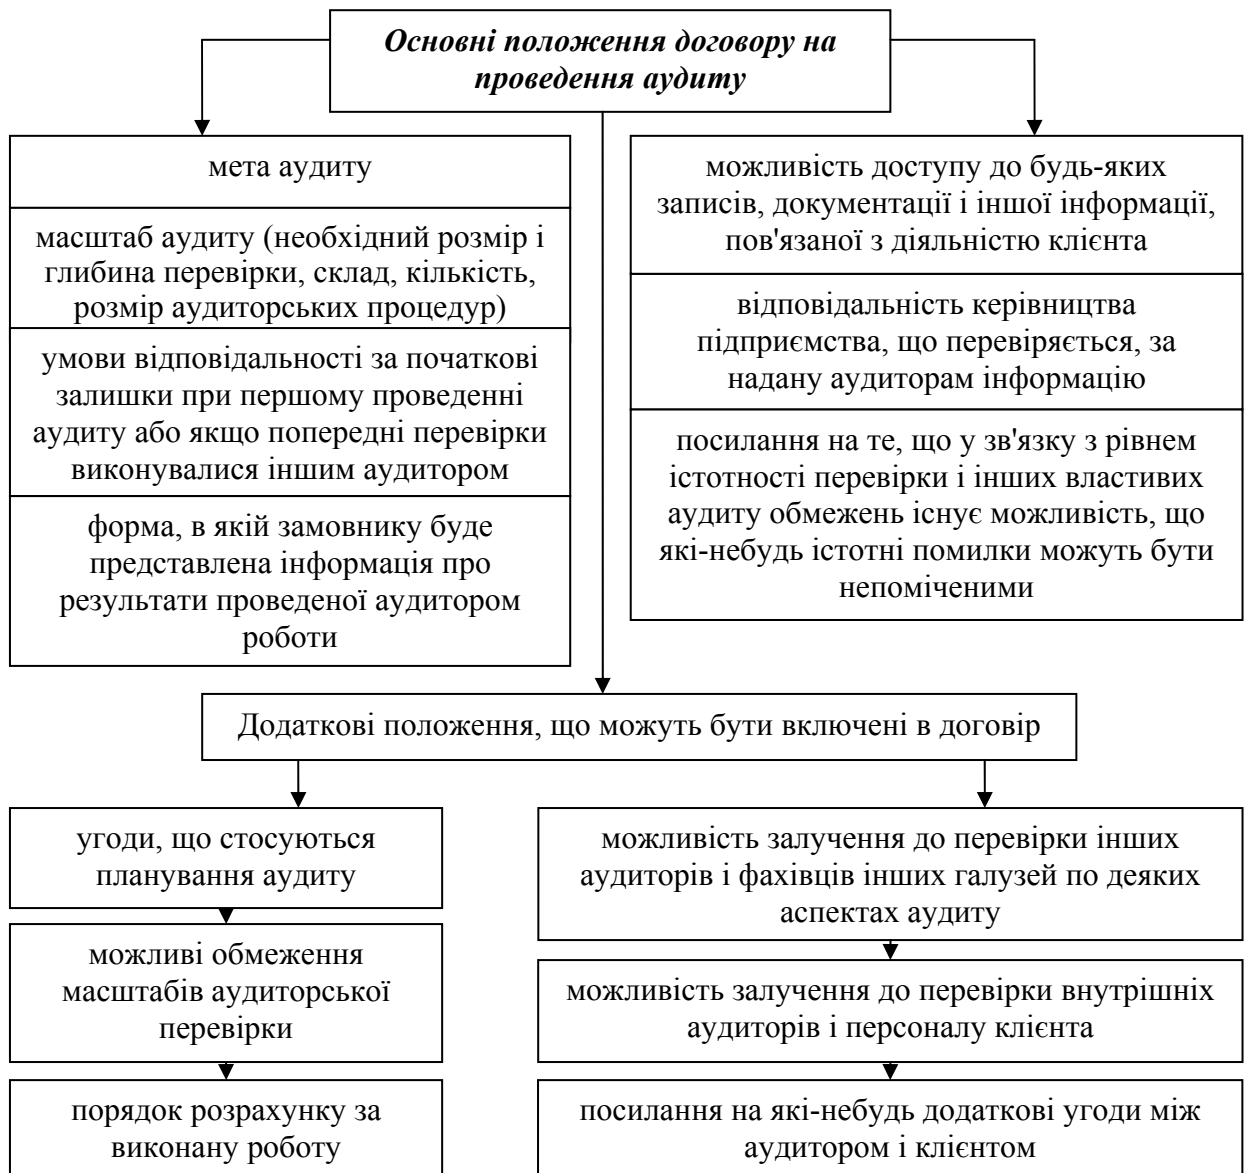 Основні положення договору на
проведення аудиту
мета аудиту
масштаб аудиту (необхідний розмір і
глибина перевірки, склад, кількість,
розмір аудиторських процедур)
умови відповідальності за початкові
залишки при першому проведенні
аудиту або якщо попередні перевірки
виконувалися іншим аудитором
форма, в якій замовнику буде
представлена інформація про
результати проведеної аудитором
роботи
можливість доступу до будь-яких
записів, документації і іншої інформації,
пов'язаної з діяльністю клієнта
відповідальність керівництва
підприємства, що перевіряється, за
надану аудиторам інформацію
посилання на те, що у зв'язку з рівнем
істотності перевірки і інших властивих
аудиту обмежень існує можливість, що
які-небудь істотні помилки можуть бути
непоміченими
Додаткові положення, що можуть бути включені в договір
угоди, що стосуються
планування аудиту
можливі обмеження
масштабів аудиторської
перевірки
порядок розрахунку за
виконану роботу
можливість залучення до перевірки інших
аудиторів і фахівців інших галузей по деяких
аспектах аудиту
можливість залучення до перевірки внутрішніх
аудиторів і персоналу клієнта
посилання на які-небудь додаткові угоди між
аудитором і клієнтом